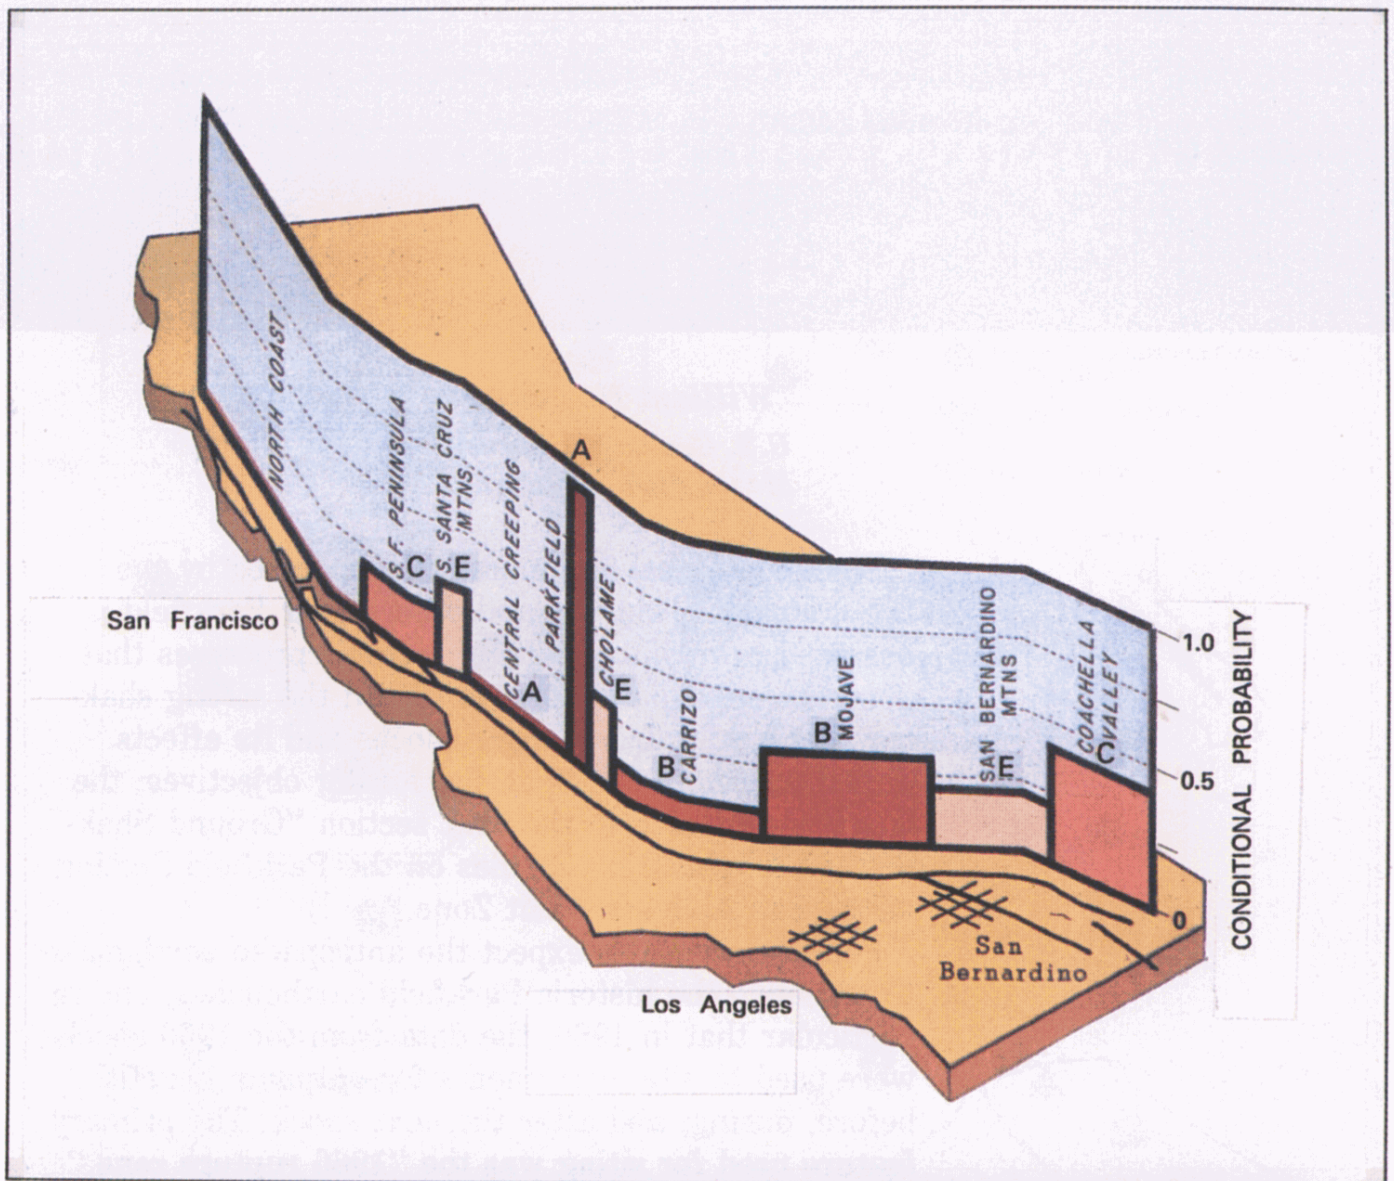 NORTH COAST
S.F. PENINSULA
C
S. SANTA CRUZ
MTNS
E
CENTRAL CREEPING
A
PARKFIELD
A
CHOLAME
E
CARRIZO
B
MOJAVE
B
SAN BERNARDINO
MTNS
E
COACHELLA
VALLEY
C
1.0
0.5
0
CONDITIONAL PROBABILITY
San Francisco
Los Angeles
San
Bernardino